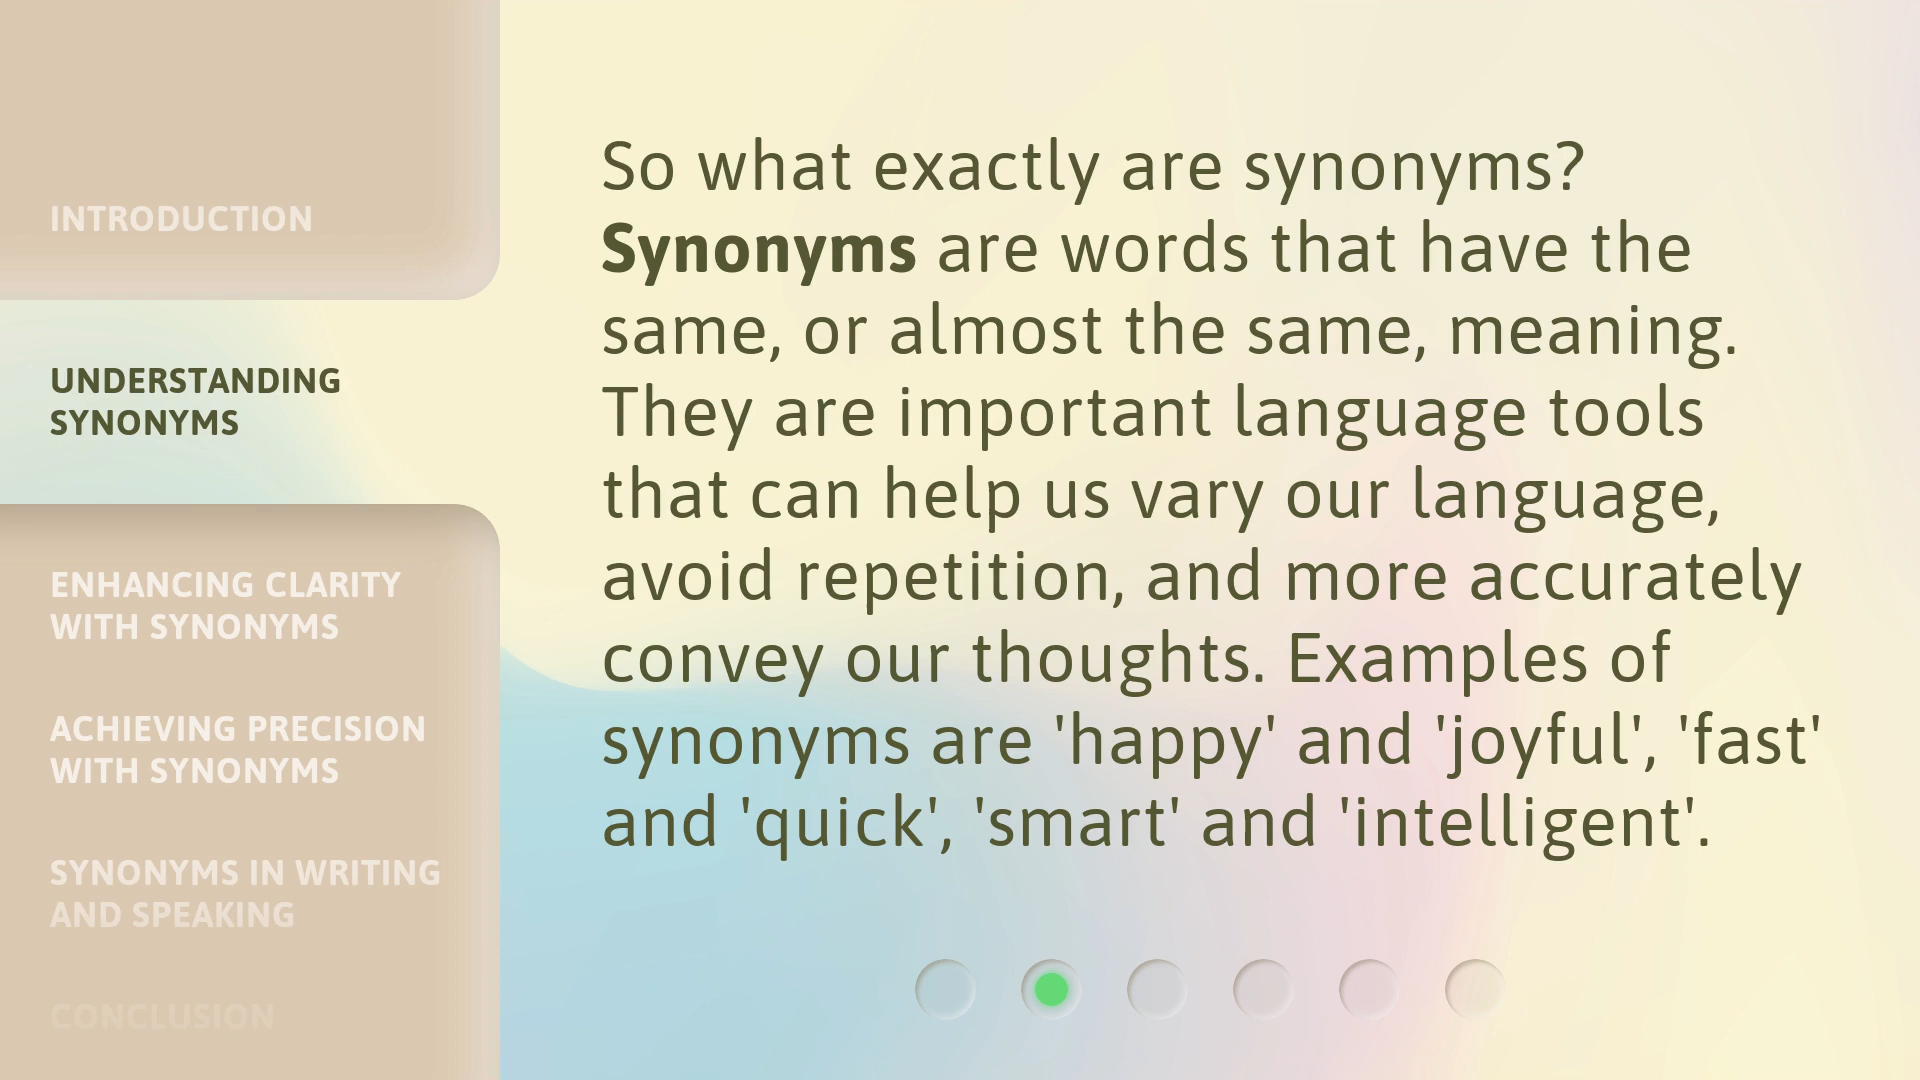 INTRODUCTION
UNDERSTANDING
SYNONYMS
ENHANCING CLARITY
WITH SYNONYMS
ACHIEVING PRECISION
WITH SYNONYMS
SYNONYMS IN WRITING
AND SPEAKING
CONCLUSION
So what exactly are synonyms?
Synonyms are words that have the
same, or almost the same, meaning.
They are important language tools
that can help us vary our language,
avoid repetition, and more accurately
convey our thoughts. Examples of
synonyms are 'happy' and 'joyful', 'fast'
and 'quick', 'smart' and 'intelligent'.